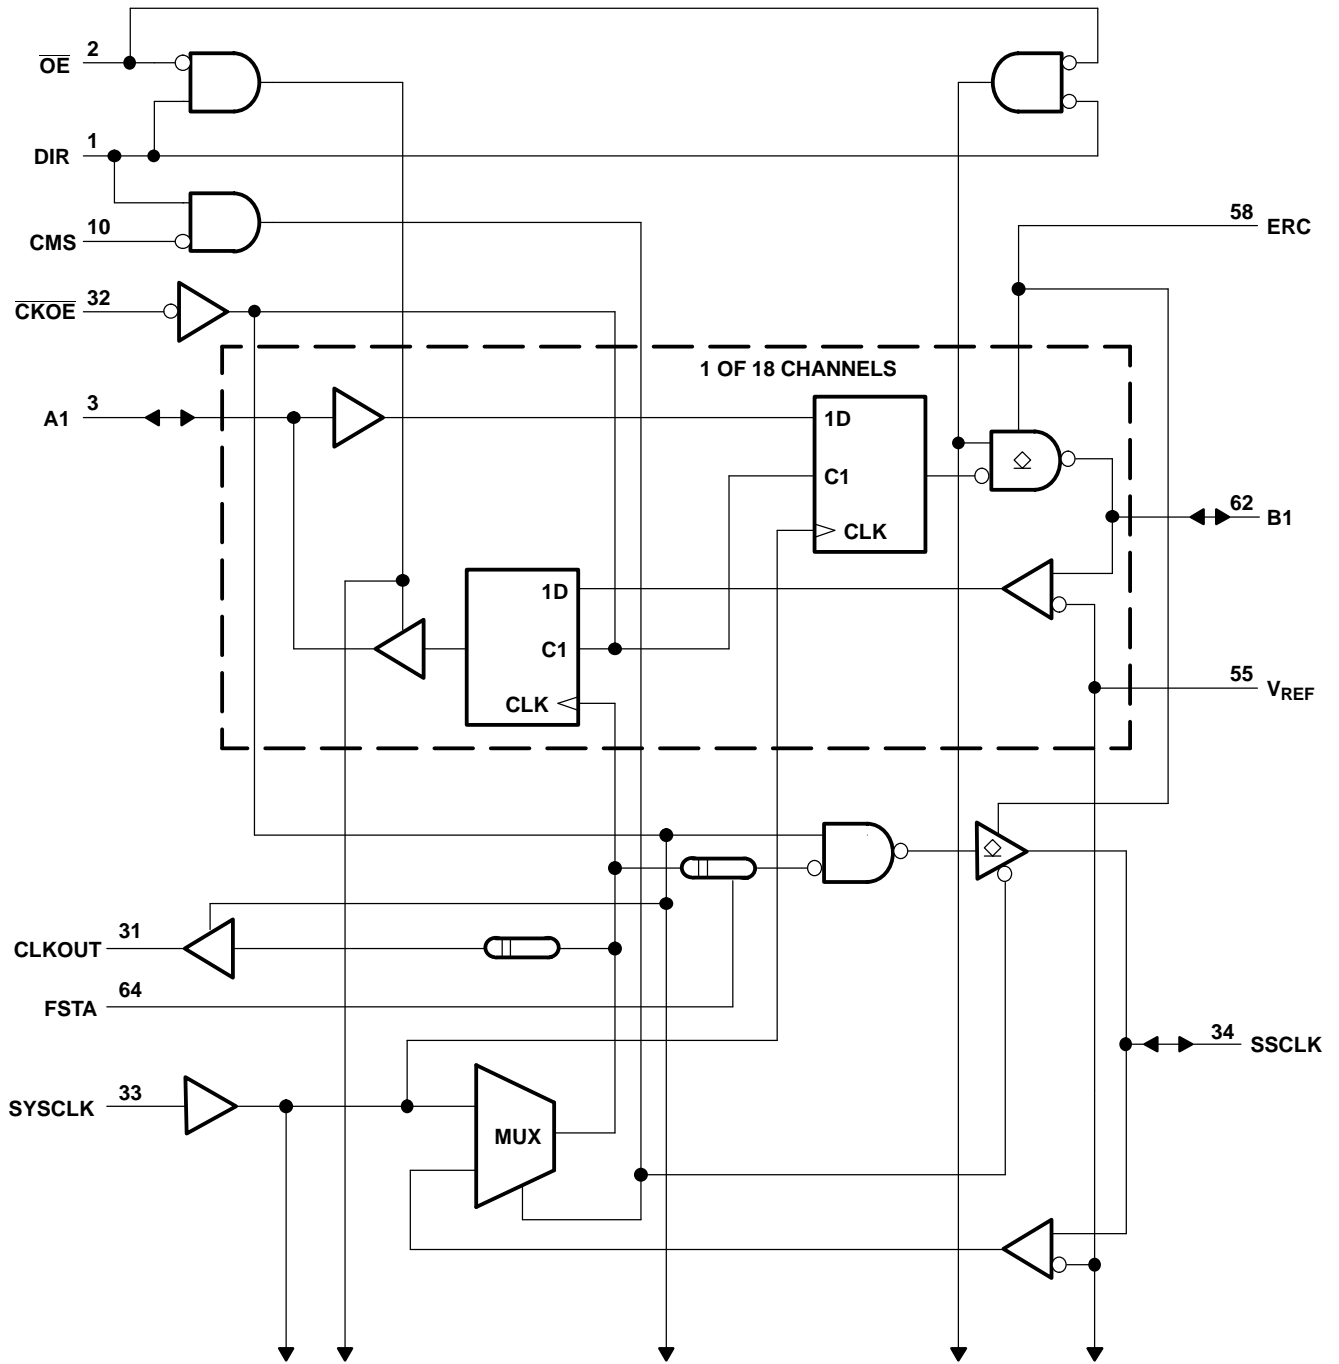 2
OE
1
DIR
10
CMS
58
ERC
32
CKOE
1 OF 18 CHANNELS
3
A1
1D
C1
CLK
62
B1
1D
C1
CLK
55
VREF
31
CLKOUT
64
FSTA
34
SSCLK
33
SYSCLK
MUX